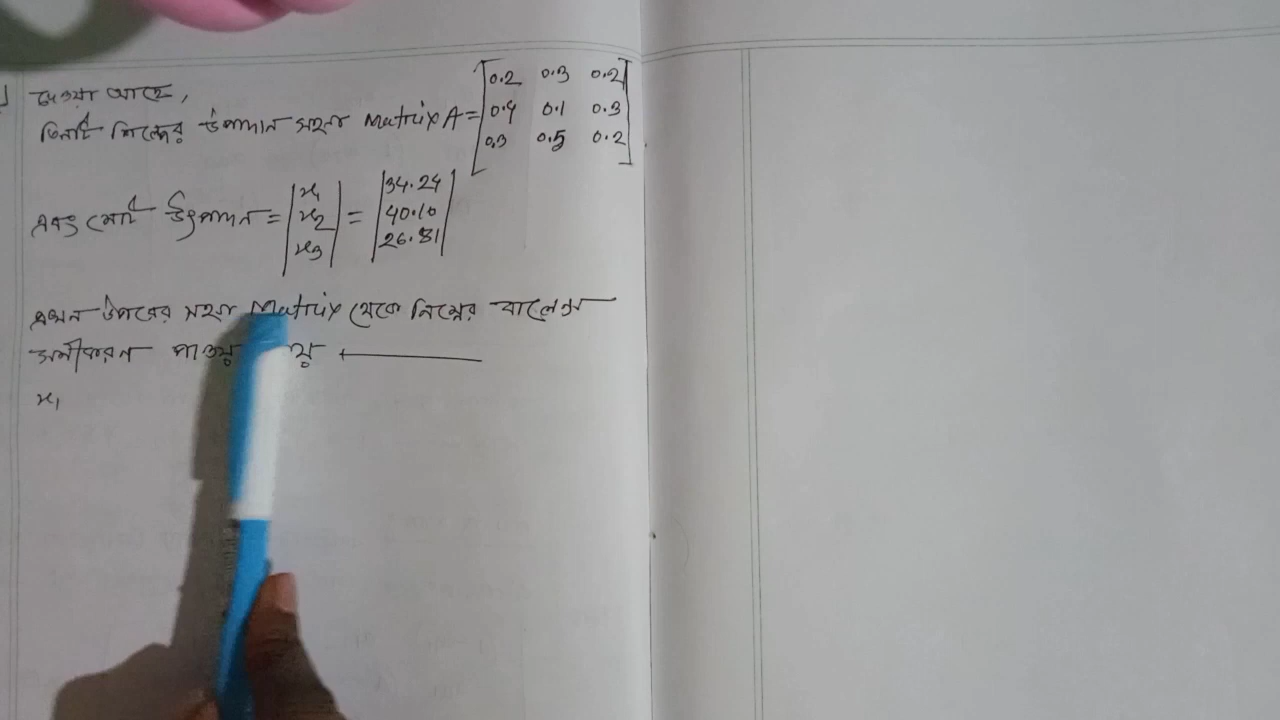 দেওয়া আছে,
তিনটি শিল্পের উপাদান সহগ Matrix A = [0.2 0.3 0.2
0.4 0.1 0.3
0.3 0.5 0.2]
এবং মোট উৎপাদন = |x₁ x₂ x₃| = |34.24 40.10 26.81|
এখন উপরের সহগ Matrix থেকে নিম্নের ব্যালেন্স
সমীকরণ পাওয়া
x₁